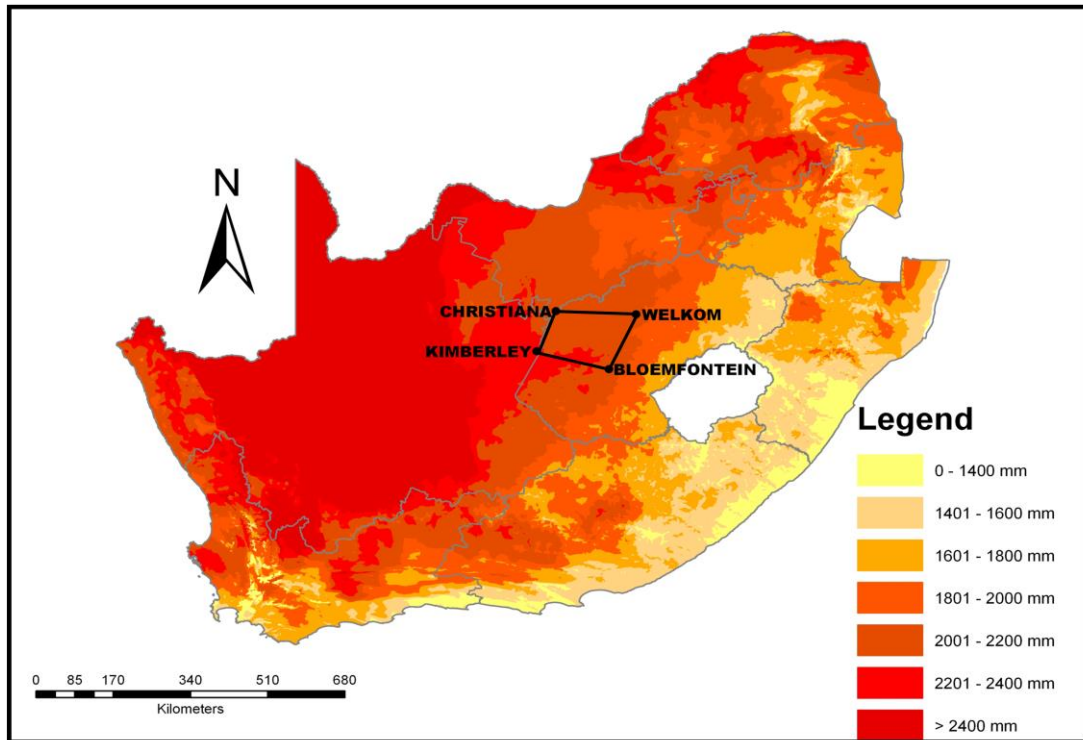 N
CHRISTIANA
WELKOM
KIMBERLEY
BLOEMFONTEIN
Legend
0 - 1400 mm
1401 - 1600 mm
1601 - 1800 mm
1801 - 2000 mm
2001 - 2200 mm
2201 - 2400 mm
> 2400 mm
0 85 170 340 510 680
Kilometers